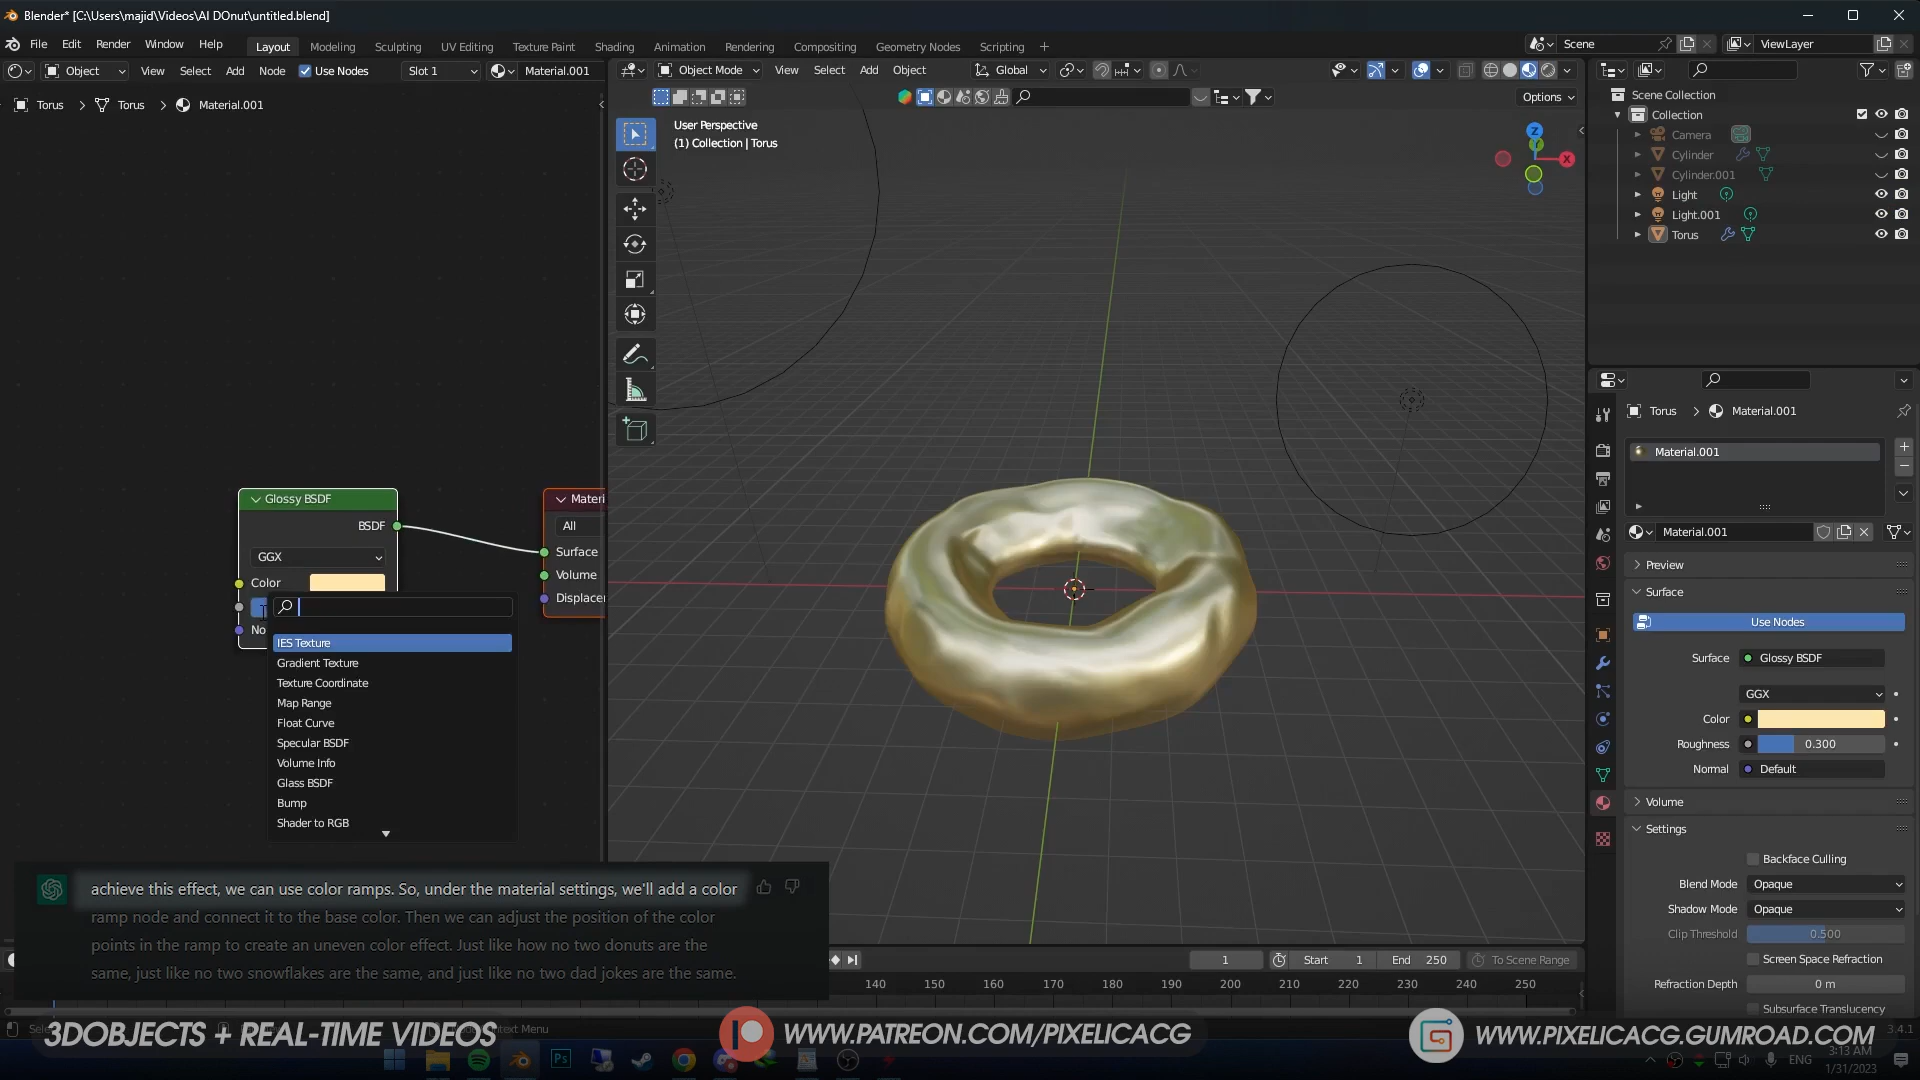 Blender* [C:\Users\majid\Videos\AI DOnut\untitled.blend]
File Edit Render Window Help Layout Modeling Sculpting UV Editing Texture Paint Shading Animation Rendering Compositing Geometry Nodes Scripting +
Scene
ViewLayer
Object View Select Add Node Use Nodes Slot 1 Material.001
Object Mode View Select Add Object Global
Options
Torus > Torus > Material.001
User Perspective
(1) Collection | Torus
Z
Y
X
Scene Collection
Collection
Camera
Cylinder
Cylinder.001
Light
Light.001
Torus
Glossy BSDF
BSDF
GGX
Color
No
Materi
All
Surface
Volume
Displacer
IES Texture
Gradient Texture
Texture Coordinate
Map Range
Float Curve
Specular BSDF
Volume Info
Glass BSDF
Bump
Shader to RGB
Torus > Material.001
Material.001
Material.001
Preview
Surface
Use Nodes
Surface Glossy BSDF
GGX
Color
Roughness 0.300
Normal Default
Volume
Settings
Backface Culling
Blend Mode Opaque
Shadow Mode Opaque
Clip Threshold 0.500
Screen Space Refraction
Refraction Depth 0 m
Subsurface Translucency
achieve this effect, we can use color ramps. So, under the material settings, we'll add a color
ramp node and connect it to the base color. Then we can adjust the position of the color
points in the ramp to create an uneven color effect. Just like how no two donuts are the
same, just like no two snowflakes are the same, and just like no two dad jokes are the same.
1 Start 1 End 250 To Scene Range
140 150 160 170 180 190 200 210 220 230 240 250
3DOBJECTS + REAL-TIME VIDEOS
WWW.PATREON.COM/PIXELICACG
WWW.PIXELICACG.GUMROAD.COM
3.4.1
Ps
ENG
3:13 AM
1/31/2023